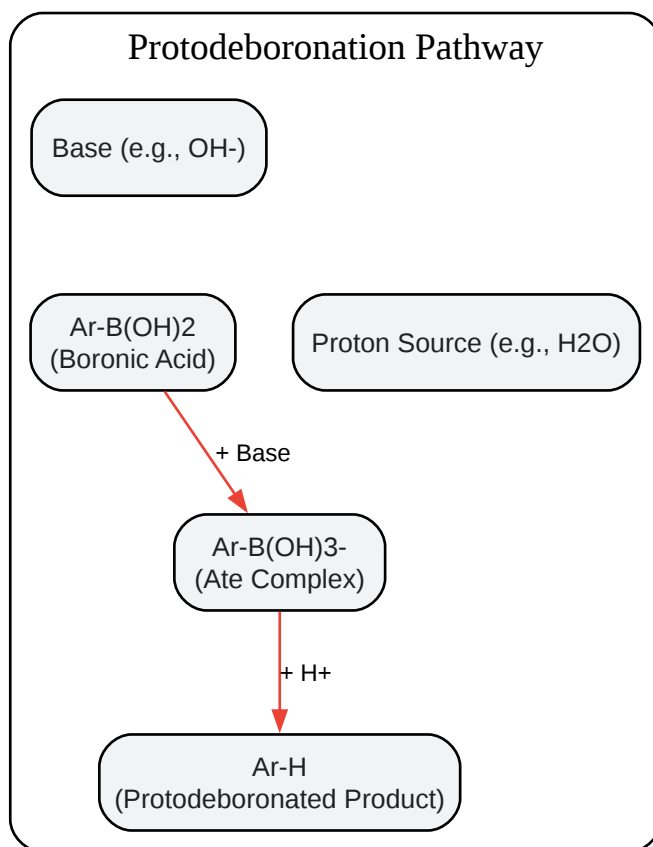 Protodeboronation Pathway
Base (e.g., OH-)
Ar-B(OH)2
(Boronic Acid)
Proton Source (e.g., H2O)
+ Base
Ar-B(OH)3-
(Ate Complex)
+ H+
Ar-H
(Protodeboronated Product)